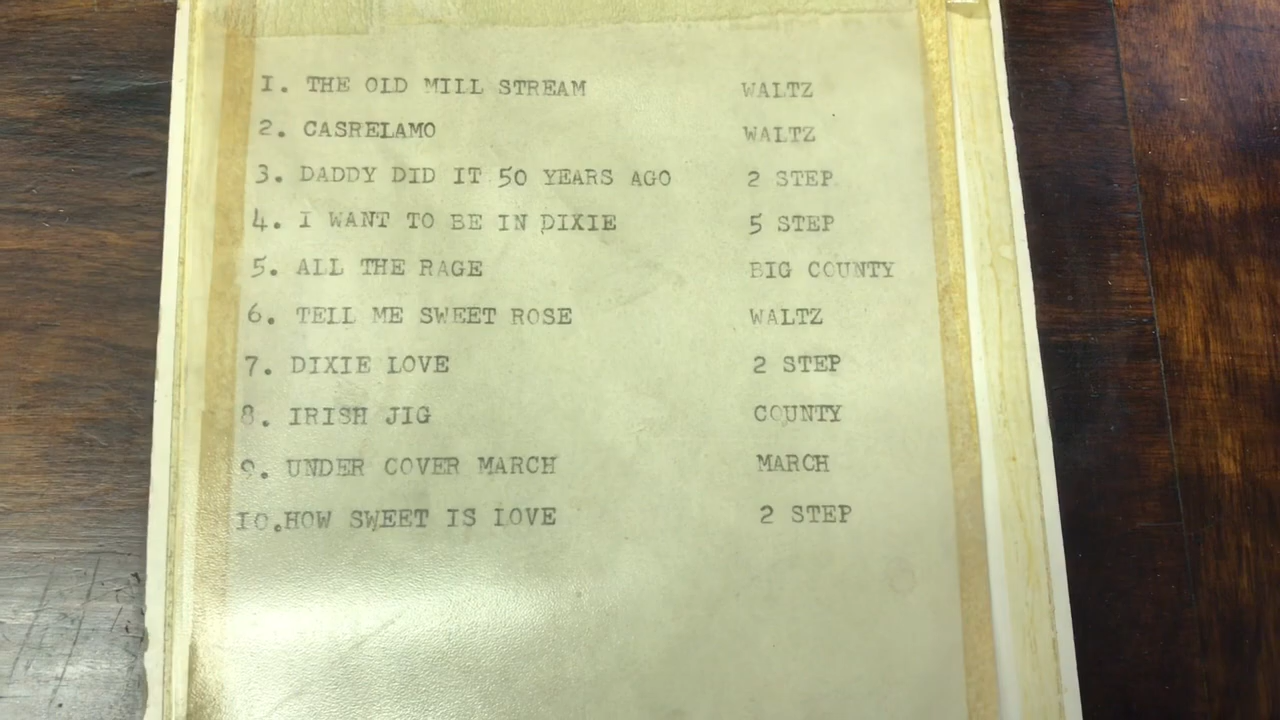 1. THE OLD MILL STREAM WALTZ
2. CASRELAMO WALTZ
3. DADDY DID IT 50 YEARS AGO 2 STEP
4. I WANT TO BE IN DIXIE 5 STEP
5. ALL THE RAGE BIG COUNTY
6. TELL ME SWEET ROSE WALTZ
7. DIXIE LOVE 2 STEP
8. IRISH JIG COUNTY
9. UNDER COVER MARCH MARCH
10.HOW SWEET IS LOVE 2 STEP